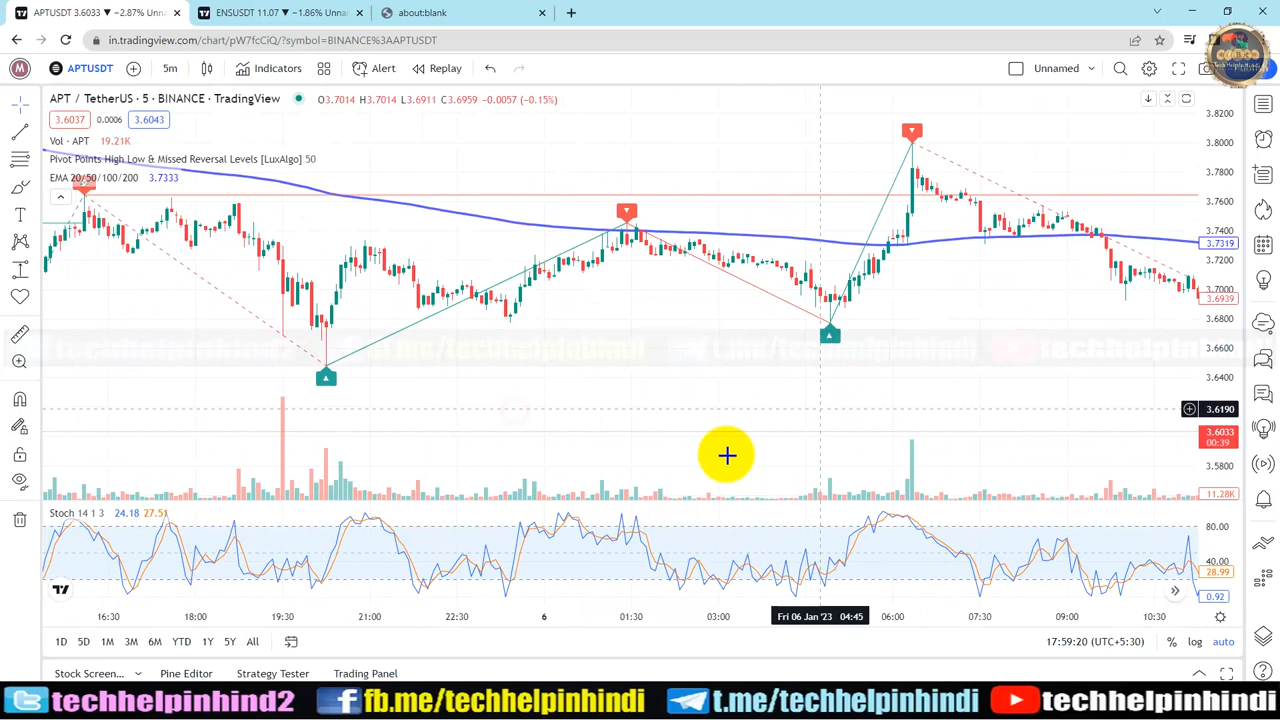 APTUSDT 3.6033 ▼ −2.87% Unna
ENSUSDT 11.07 ▼ −1.86% Unna
about:blank
in.tradingview.com/chart/pW7fcCiQ/?symbol=BINANCE%3AAPTUSDT
M
APTUSDT
5m
Indicators
Alert
Replay
Unnamed
APT / TetherUS · 5 · BINANCE · TradingView
O3.7014 H3.7014 L3.6911 C3.6959 −0.0057 (−0.15%)
3.6037
0.0006
3.6043
Vol · APT 19.21K
Pivot Points High Low & Missed Reversal Levels [LuxAlgo] 50
EMA 20/50/100/200 3.7333
3.8200
3.8000
3.7800
3.7600
3.7400
3.7319
3.7200
3.7000
3.6939
3.6800
3.6600
3.6400
3.6190
3.6033
00:39
3.5800
11.28K
Stoch 14 1 3 24.18 27.51
80.00
40.00
28.99
0.92
16:30 18:00 19:30 21:00 22:30 6 01:30 03:00 Fri 06 Jan '23 04:45 06:00 07:30 09:00 10:30
1D 5D 1M 3M 6M YTD 1Y 5Y All
17:59:20 (UTC+5:30)
% log auto
Stock Screen... Pine Editor Strategy Tester Trading Panel
techhelpinhind2
fb.me/techhelpinhindi
t.me/techhelpinhindi
techhelpinhindi